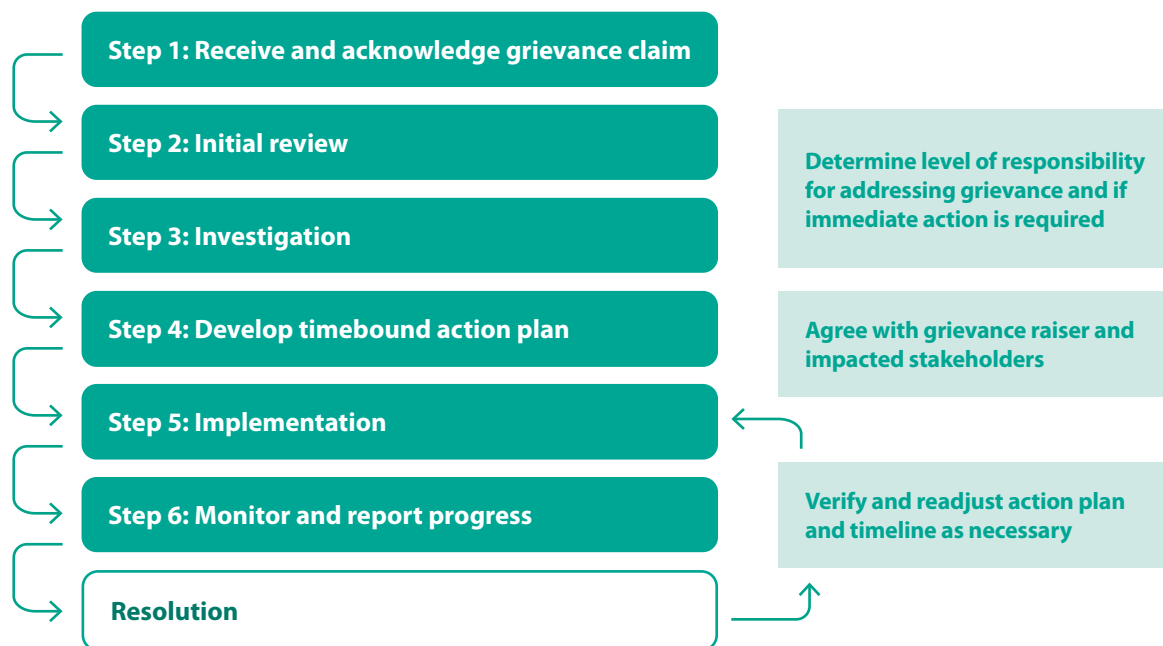 Step 1: Receive and acknowledge grievance claim
Step 2: Initial review
Step 3: Investigation
Step 4: Develop timebound action plan
Step 5: Implementation
Step 6: Monitor and report progress
Resolution
Determine level of responsibility
for addressing grievance and if
immediate action is required
Agree with grievance raiser and
impacted stakeholders
Verify and readjust action plan
and timeline as necessary